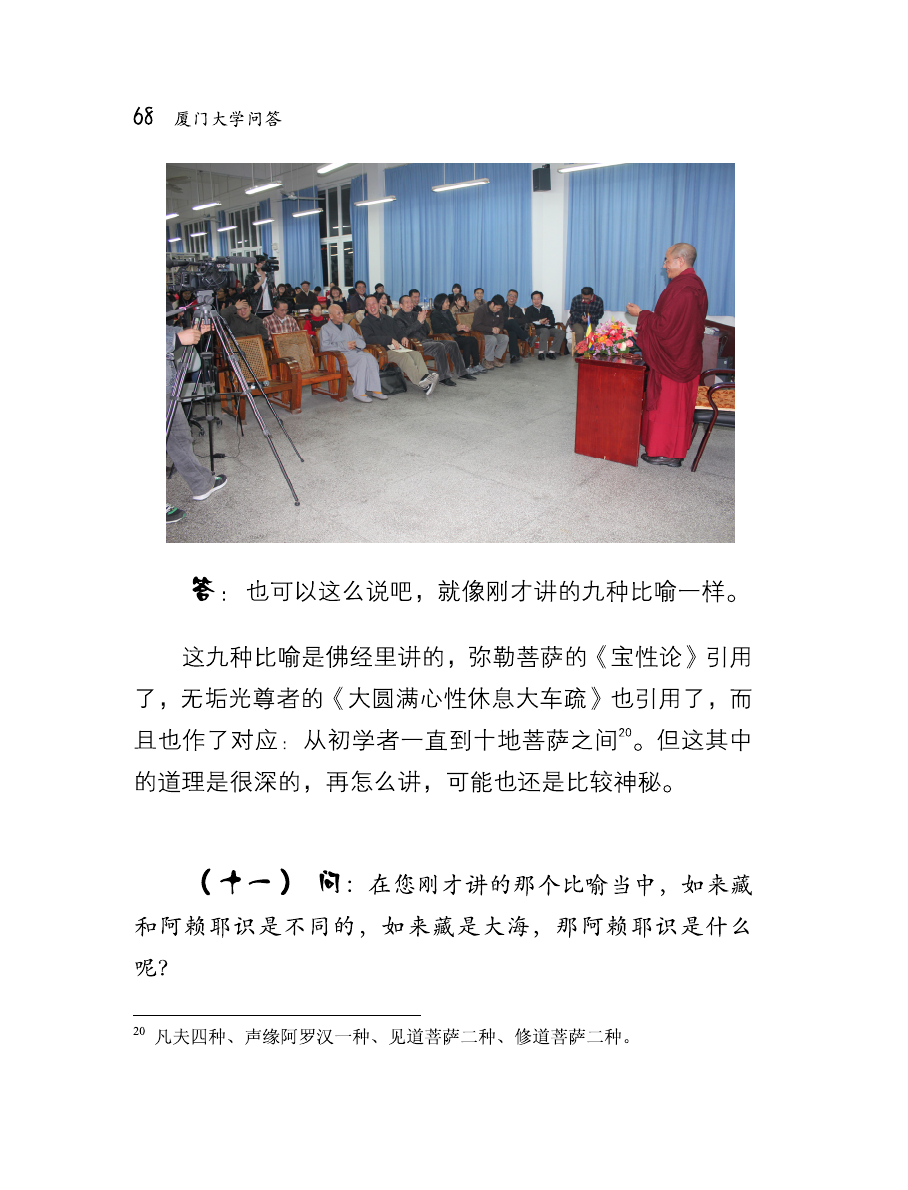 68 厦门大学问答
答：也可以这么说吧，就像刚才讲的九种比喻一样。
这九种比喻是佛经里讲的，弥勒菩萨的《宝性论》引用
了，无垢光尊者的《大圆满心性休息大车疏》也引用了，而
且也作了对应：从初学者一直到十地菩萨之间20。但这其中
的道理是很深的，再怎么讲，可能也还是比较神秘。
（十一） 问：在您刚才讲的那个比喻当中，如来藏
和阿赖耶识是不同的，如来藏是大海，那阿赖耶识是什么
呢？
20 凡夫四种、声缘阿罗汉一种、见道菩萨二种、修道菩萨二种。